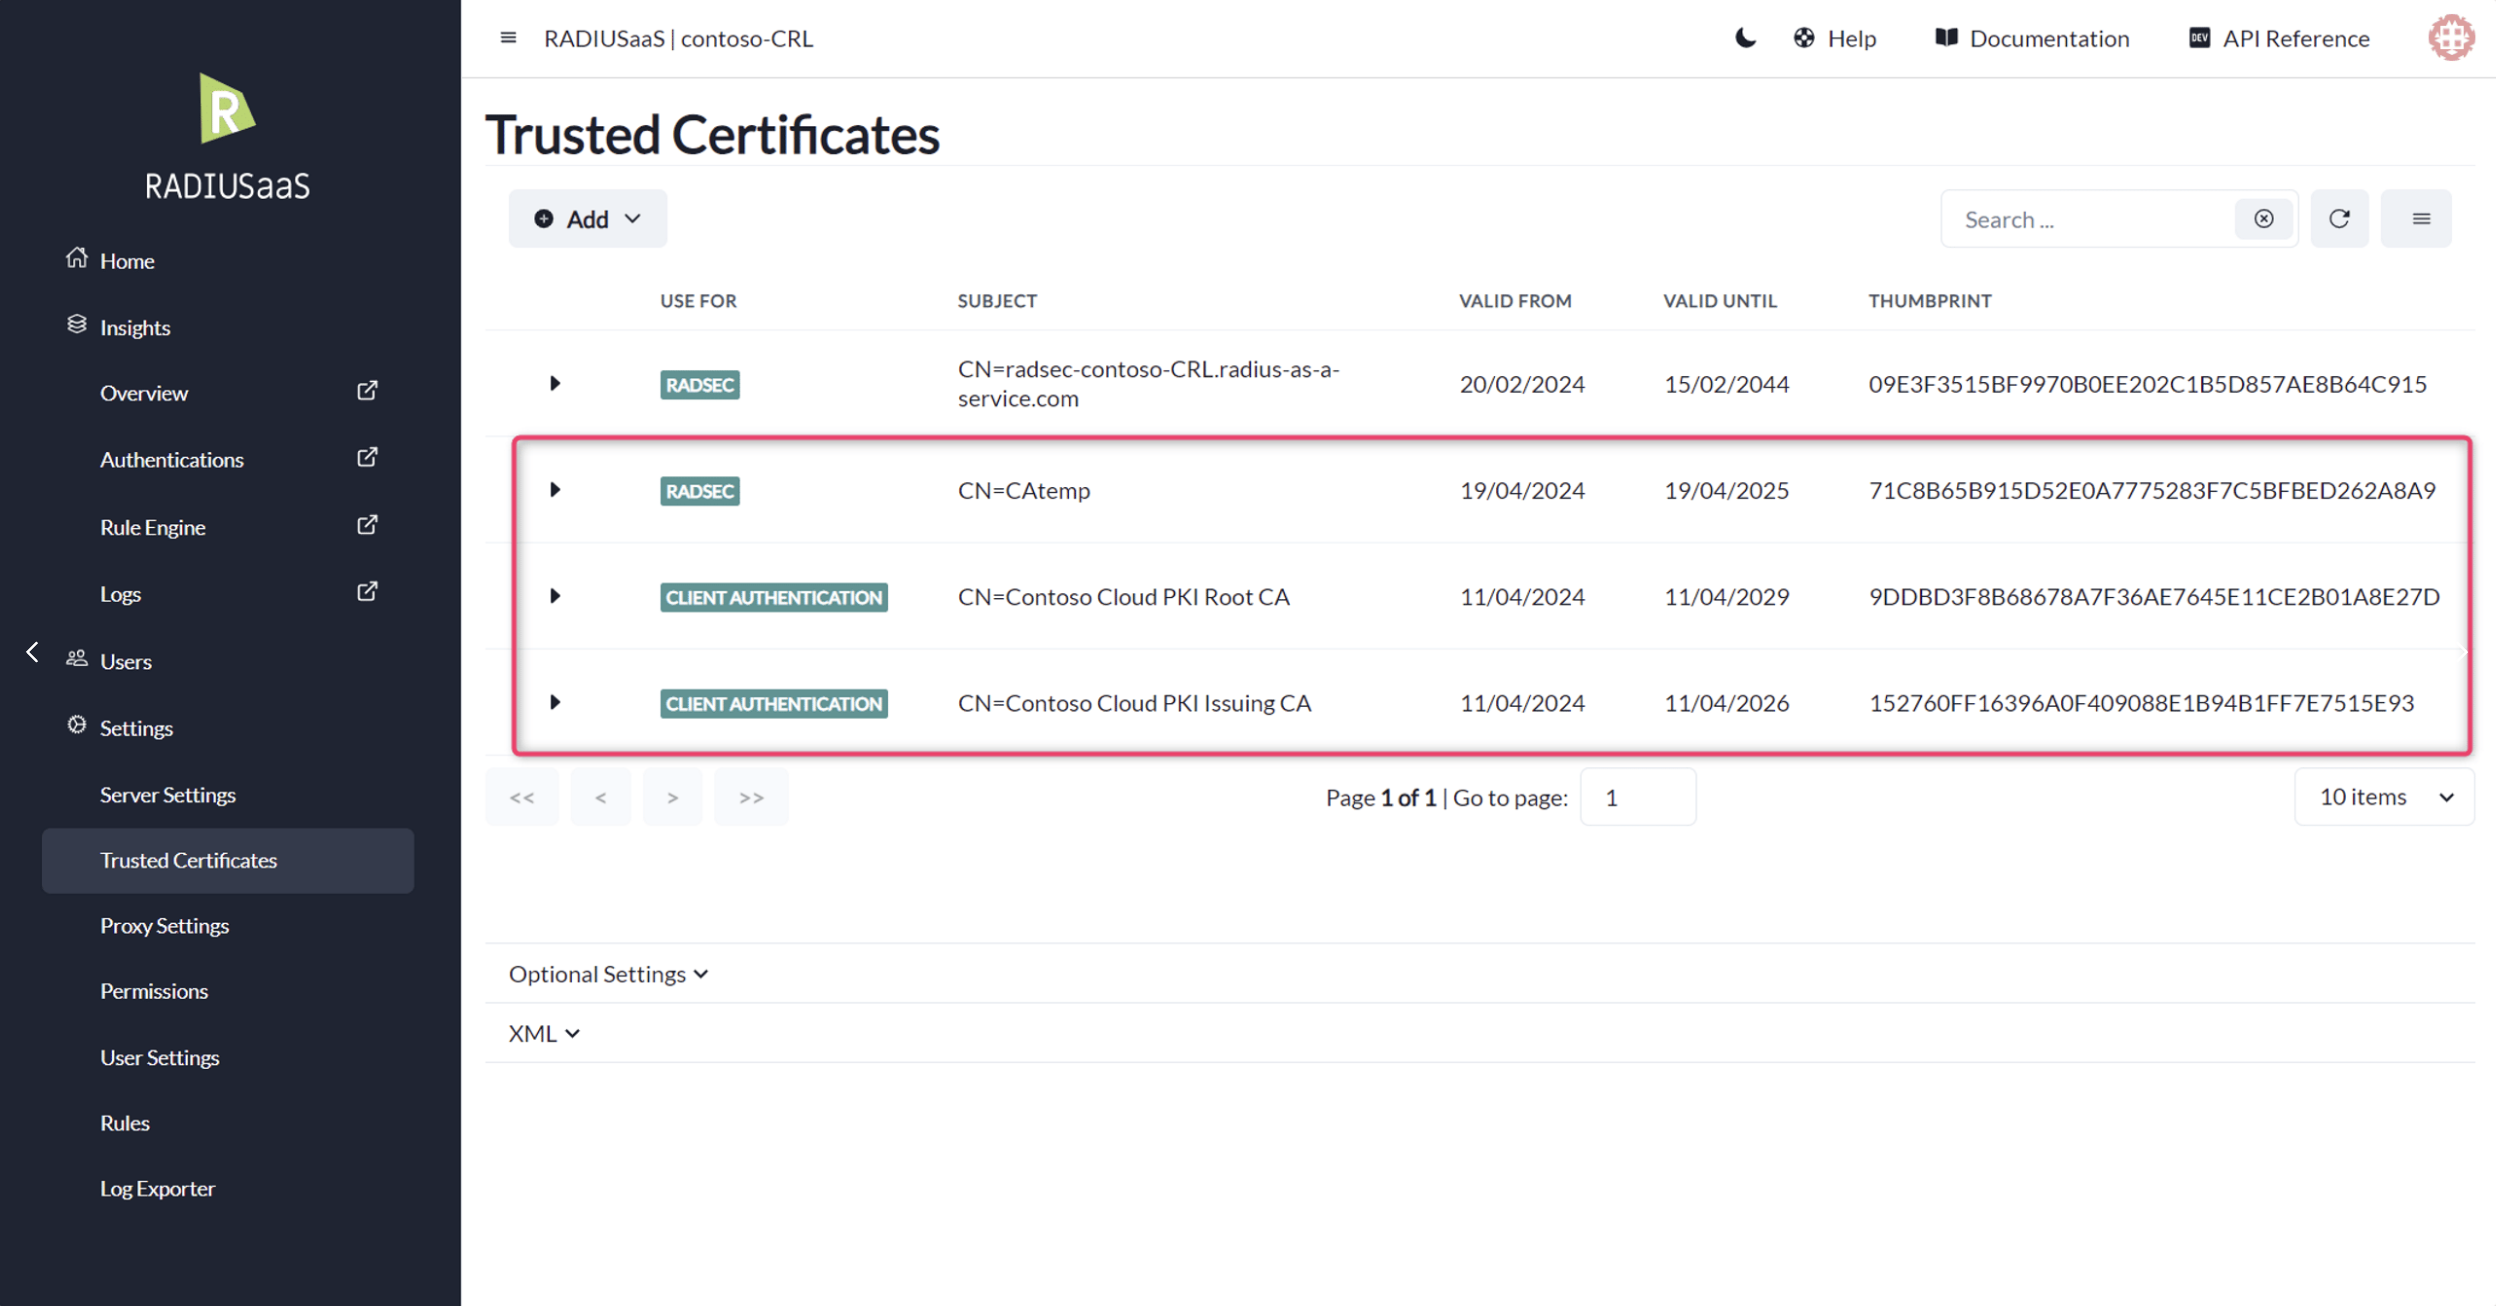 RADIUSaaS | contoso-CRL
Help
Documentation
DEV
API Reference
R
RADIUSaaS
Home
Insights
Overview
Authentications
Rule Engine
Logs
Users
Settings
Server Settings
Trusted Certificates
Proxy Settings
Permissions
User Settings
Rules
Log Exporter
Trusted Certificates
Add
Search ...
USE FOR SUBJECT VALID FROM VALID UNTIL THUMBPRINT
RADSEC CN=radsec-contoso-CRL.radius-as-a-
service.com 20/02/2024 15/02/2044 09E3F3515BF9970B0EE202C1B5D857AE8B64C915
RADSEC CN=CAtemp 19/04/2024 19/04/2025 71C8B65B915D52E0A7775283F7C5BFBED262A8A9
CLIENT AUTHENTICATION CN=Contoso Cloud PKI Root CA 11/04/2024 11/04/2029 9DDBD3F8B68678A7F36AE7645E11CE2B01A8E27D
CLIENT AUTHENTICATION CN=Contoso Cloud PKI Issuing CA 11/04/2024 11/04/2026 152760FF16396A0F409088E1B94B1FF7E7515E93
<< < > >> Page 1 of 1 | Go to page: 1 10 items
Optional Settings
XML